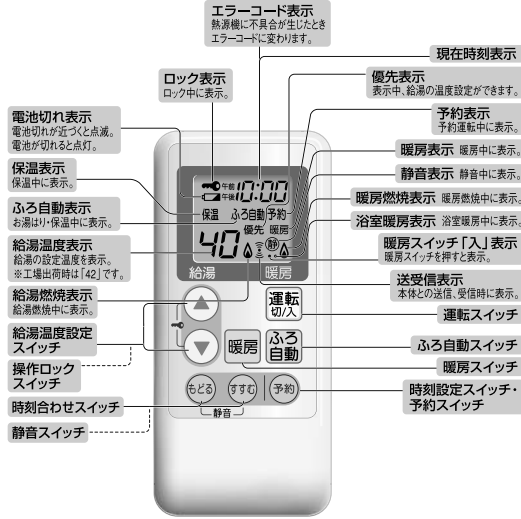 エラーコード表示
熱源機に不具合が生じたとき
エラーコードに変わります。
現在時刻表示
ロック表示
ロック中に表示。
優先表示
表示中、給湯の温度設定ができます。
電池切れ表示
電池切れが近づくと点滅。
電池が切れると点灯。
予約表示
予約運転中に表示。
暖房表示 暖房中に表示。
保温表示
保温中に表示。
静音表示 静音中に表示。
暖房燃焼表示 暖房燃焼中に表示。
ふろ自動表示
お湯はり・保温中に表示。
浴室暖房表示 浴室暖房中に表示。
給湯温度表示
給湯の設定温度を表示。
※工場出荷時は「42」です。
暖房スイッチ「入」表示
暖房スイッチを押すと表示。
送受信表示
本体との送信、受信時に表示。
給湯燃焼表示
給湯燃焼中に表示。
運転スイッチ
給湯温度設定
スイッチ
ふろ自動スイッチ
操作ロック
スイッチ
暖房スイッチ
時刻合わせスイッチ
時刻設定スイッチ・
予約スイッチ
静音スイッチ
午前
午後
10:00
保温 ふろ自動 予約
優先 暖房
40
静
給湯
暖房
運転
切/入
暖房
ふろ
自動
もどる
すすむ
予約
静音